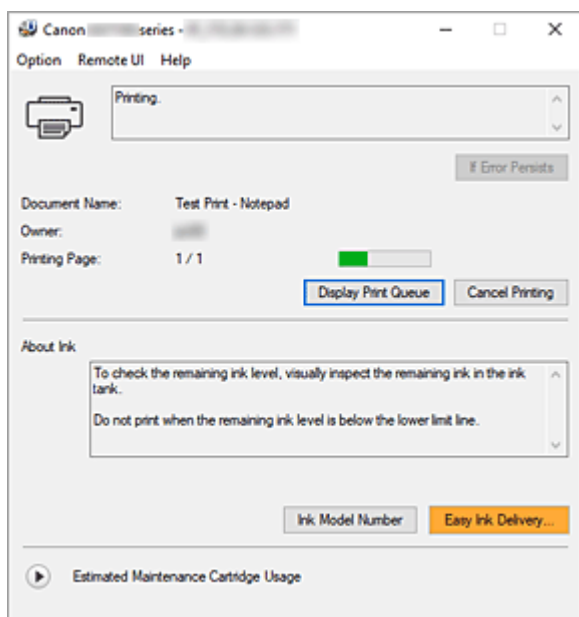 Canon series -
Option Remote UI Help
Printing.
If Error Persists
Document Name: Test Print - Notepad
Owner:
Printing Page: 1 / 1
Display Print Queue Cancel Printing
About Ink
To check the remaining ink level, visually inspect the remaining ink in the ink
tank.
Do not print when the remaining ink level is below the lower limit line.
Ink Model Number Easy Ink Delivery...
Estimated Maintenance Cartridge Usage